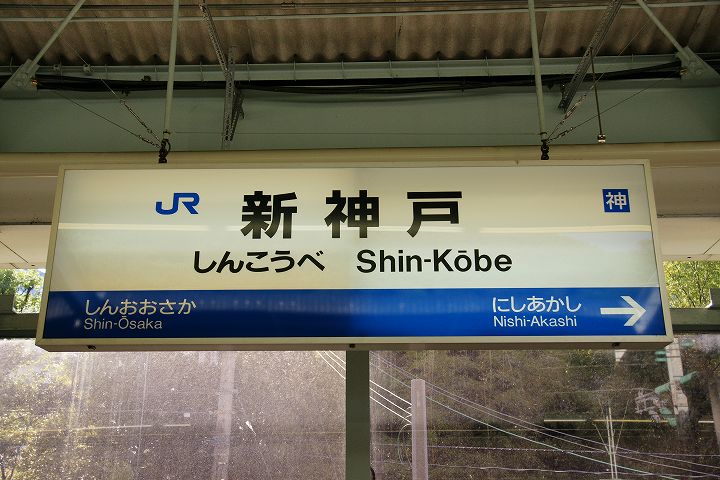 JR 新神戸 神
しんこうべ Shin-Kōbe
しんおおさか にしあかし →
Shin-Ōsaka Nishi-Akashi